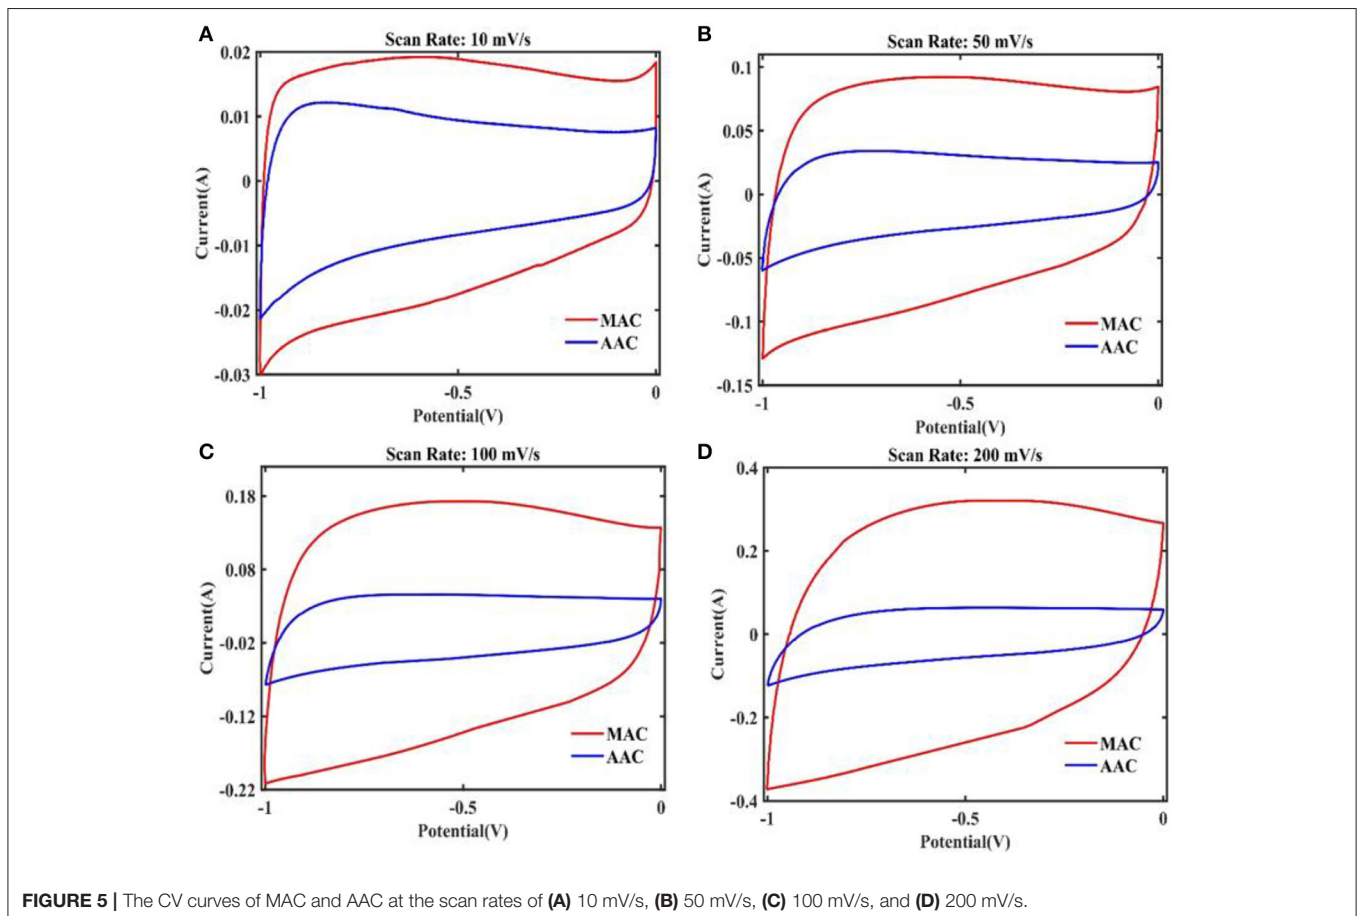 A
Scan Rate: 10 mV/s
0.02
0.01
0
-0.01
-0.02
-0.03
Current(A)
MAC
AAC
-1
-0.5
0
Potential(V)
B
Scan Rate: 50 mV/s
0.1
0.05
0
-0.05
-0.1
-0.15
Current(A)
MAC
AAC
-1
-0.5
0
Potential(V)
C
Scan Rate: 100 mV/s
0.18
0.08
-0.02
-0.12
-0.22
Current(A)
MAC
AAC
-1
-0.5
0
Potential(V)
D
Scan Rate: 200 mV/s
0.4
0.2
0
-0.2
-0.4
Current(A)
MAC
AAC
-1
-0.5
0
Potential(V)
FIGURE 5 | The CV curves of MAC and AAC at the scan rates of (A) 10 mV/s, (B) 50 mV/s, (C) 100 mV/s, and (D) 200 mV/s.